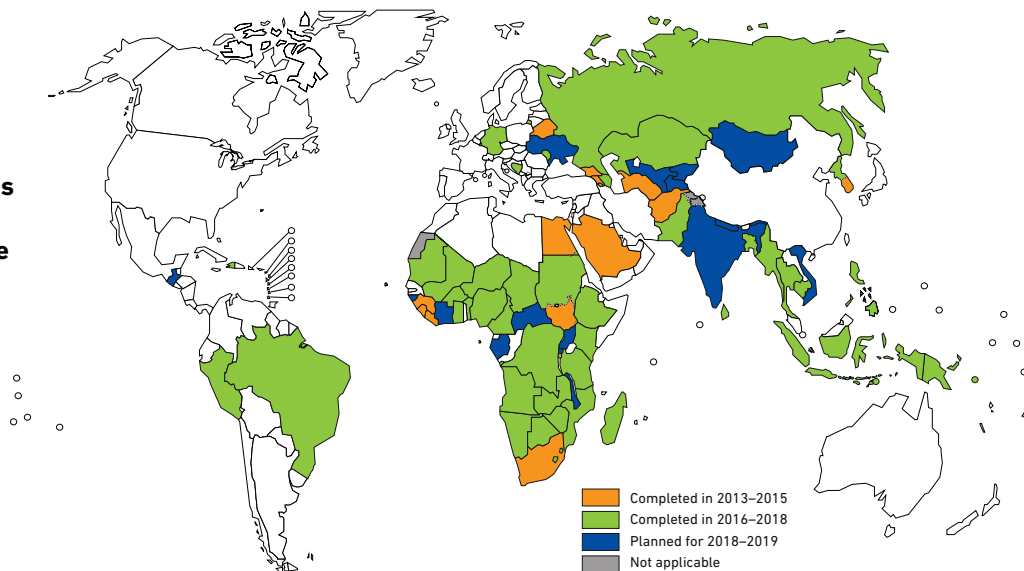 s
e
Completed in 2013–2015
Completed in 2016–2018
Planned for 2018–2019
Not applicable